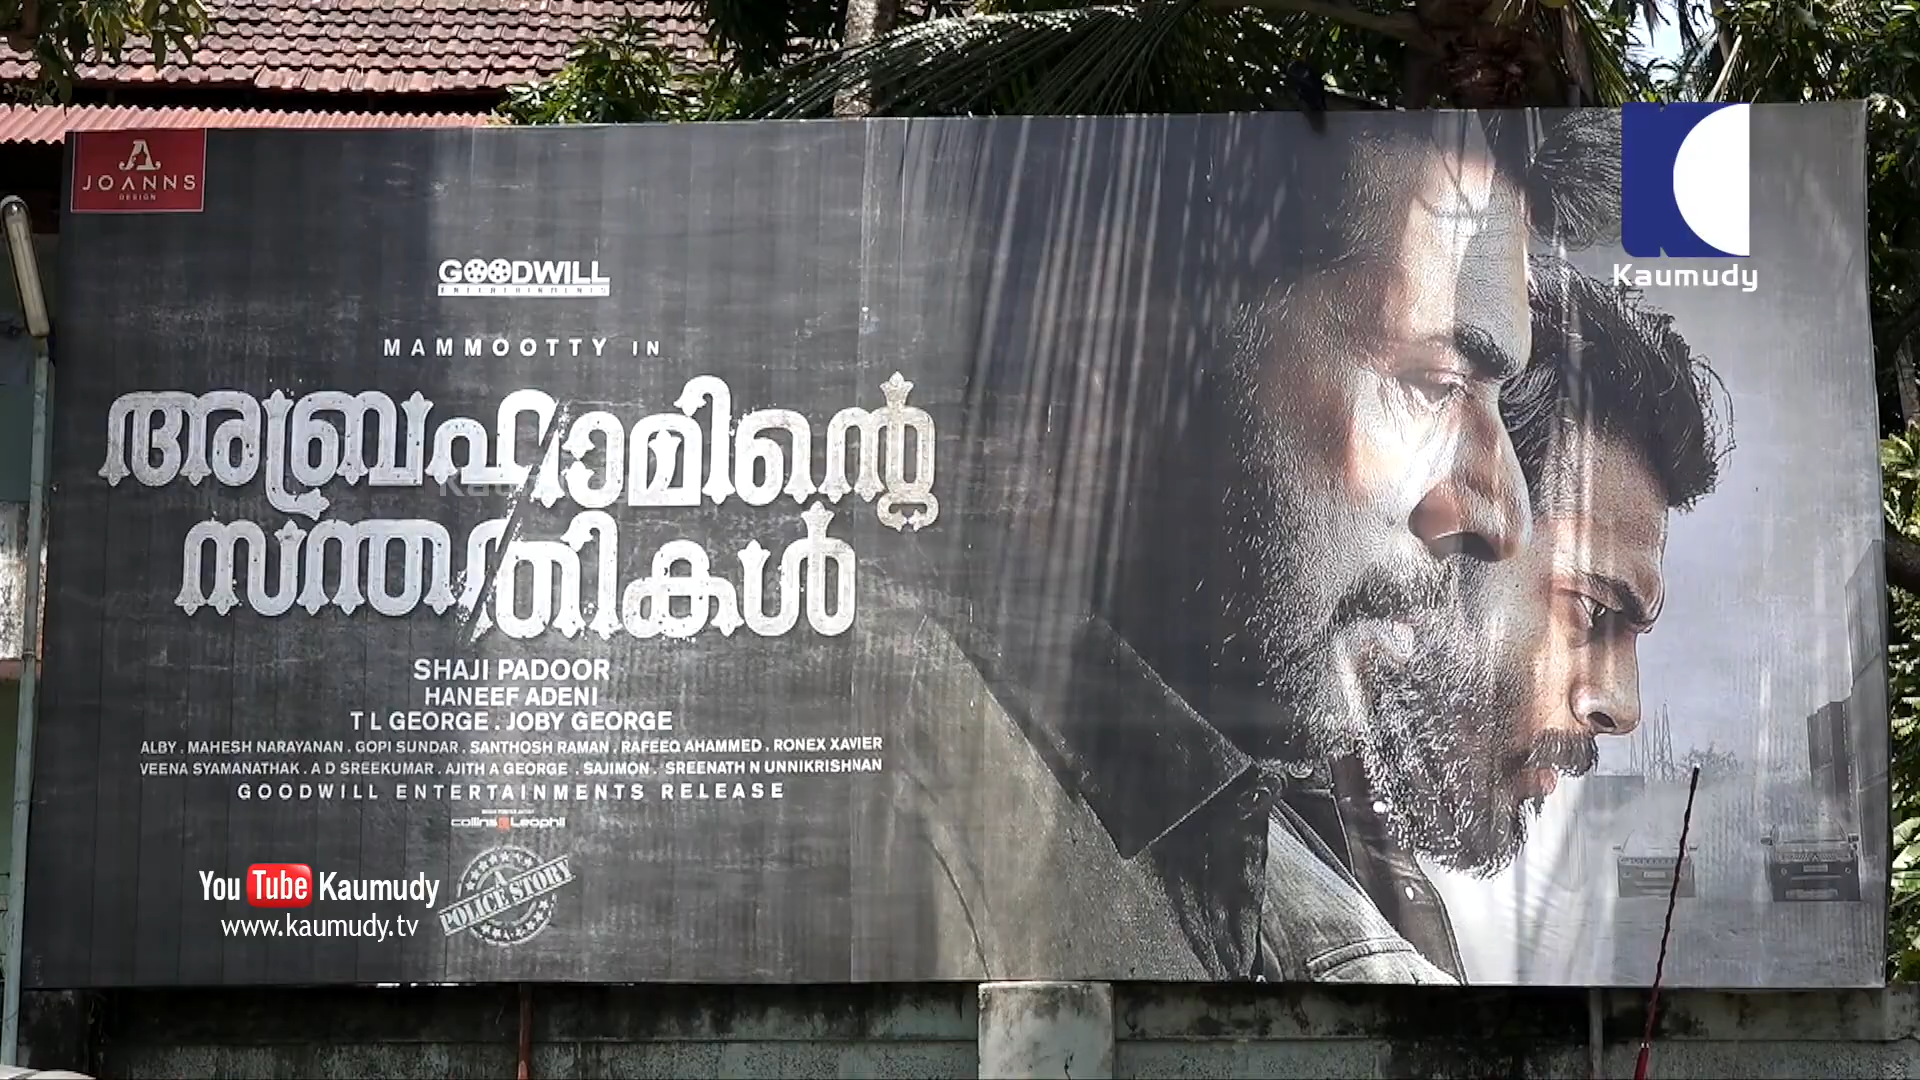 JOANNS
DESIGN
Kaumudy
GOODWILL
ENTERTAINMENTS
MAMMOOTTY IN
അബ്രഹാമിന്റെ
സന്തതികൾ
SHAJI PADOOR
HANEEF ADENI
T L GEORGE . JOBY GEORGE
ALBY . MAHESH NARAYANAN . GOPI SUNDAR . SANTHOSH RAMAN . RAFEEQ AHAMMED . RONEX XAVIER
VEENA SYAMANATHAK . A D SREEKUMAR . AJITH A GEORGE . SAJIMON . SREENATH N UNNIKRISHNAN
GOODWILL ENTERTAINMENTS RELEASE
collins Leophil
A
POLICE STORY
YouTube Kaumudy
www.kaumudy.tv